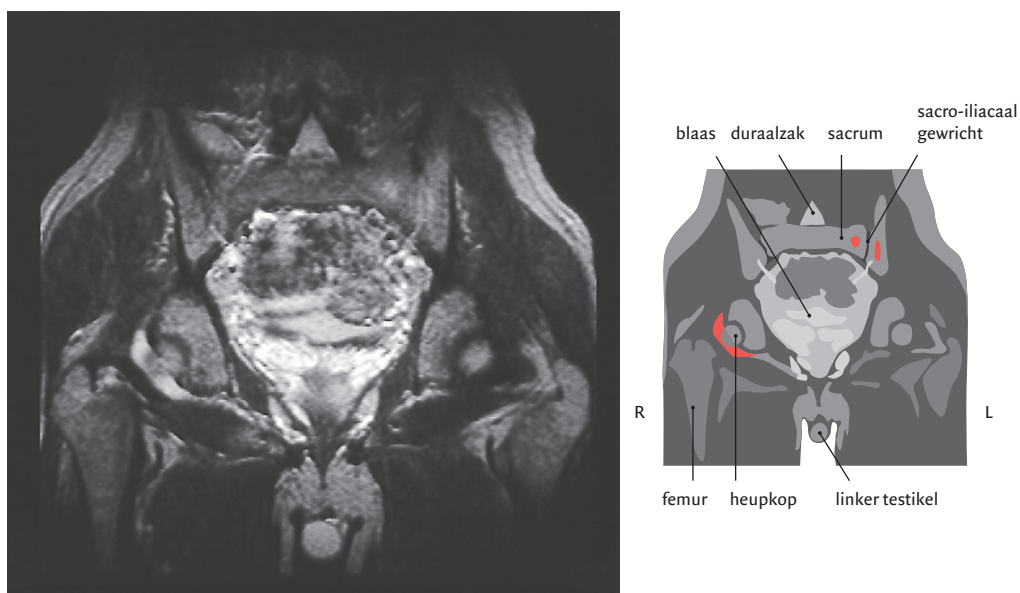 sacro-iliacaal
gewricht
blaas duraalzak sacrum
R L
femur heupkop linker testikel